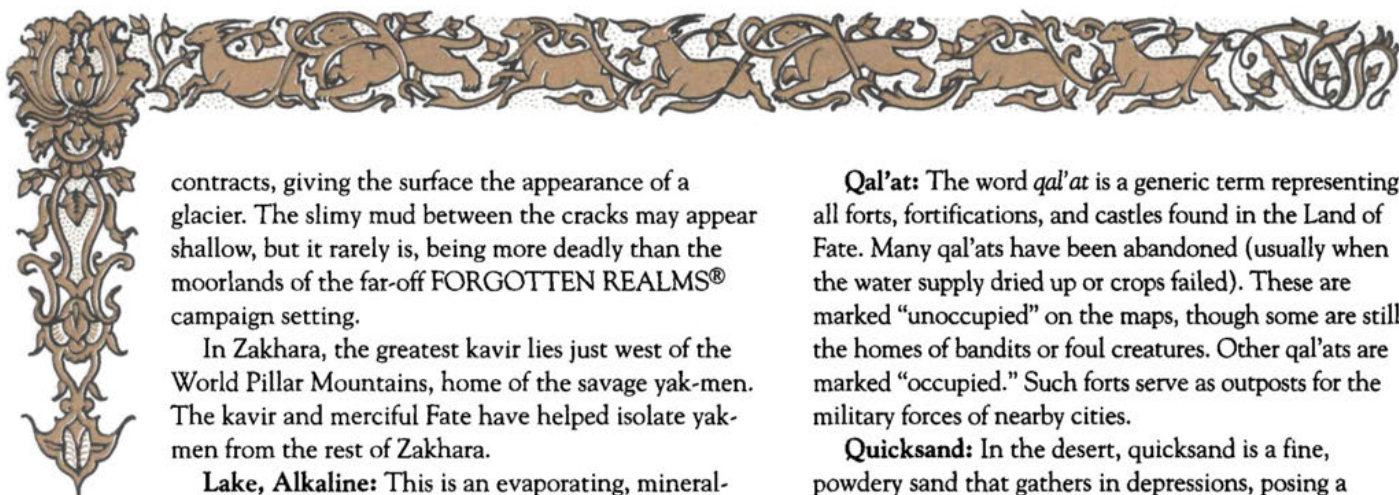 contracts, giving the surface the appearance of a
glacier. The slimy mud between the cracks may appear
shallow, but it rarely is, being more deadly than the
moorlands of the far-off FORGOTTEN REALMS®
campaign setting.
In Zakhara, the greatest kavir lies just west of the
World Pillar Mountains, home of the savage yak-men.
The kavir and merciful Fate have helped isolate yak-
men from the rest of Zakhara.
Lake, Alkaline: This is an evaporating, mineral-
Qal'at: The word qal'at is a generic term representing
all forts, fortifications, and castles found in the Land of
Fate. Many qal'ats have been abandoned (usually when
the water supply dried up or crops failed). These are
marked “unoccupied” on the maps, though some are still
the homes of bandits or foul creatures. Other qal'ats are
marked “occupied.” Such forts serve as outposts for the
military forces of nearby cities.
Quicksand: In the desert, quicksand is a fine,
powdery sand that gathers in depressions, posing a